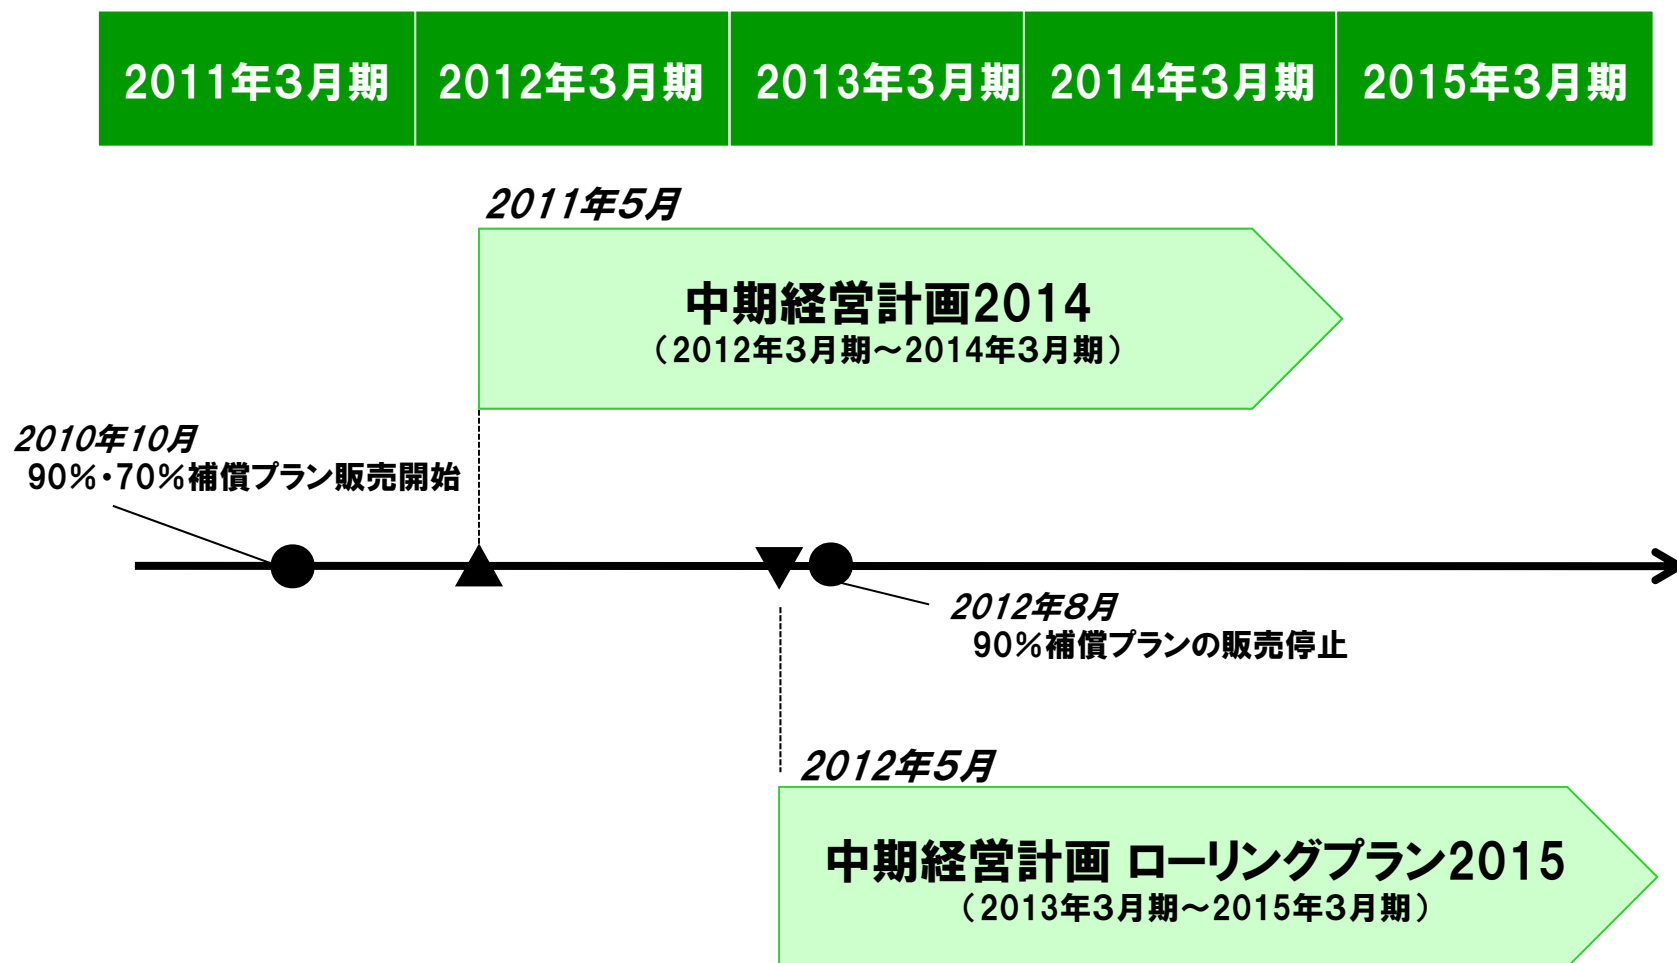 2011年3月期 2012年3月期 2013年3月期 2014年3月期 2015年3月期
2011年5月
中期経営計画2014
（2012年3月期～2014年3月期）
2010年10月
90％・70％補償プラン販売開始
2012年8月
90％補償プランの販売停止
2012年5月
中期経営計画 ローリングプラン2015
（2013年3月期～2015年3月期）